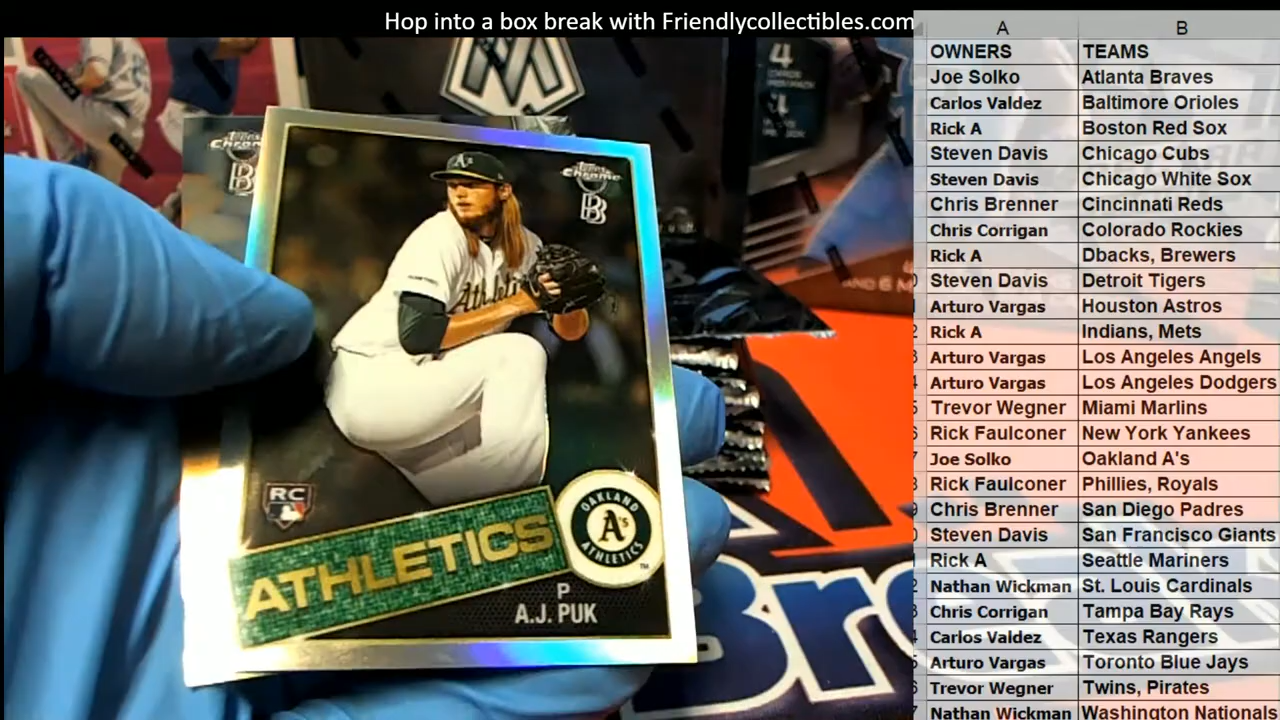 Hop into a box break with Friendlycollectibles.com
A B
OWNERS TEAMS
Joe Solko Atlanta Braves
Carlos Valdez Baltimore Orioles
Rick A Boston Red Sox
Steven Davis Chicago Cubs
Steven Davis Chicago White Sox
Chris Brenner Cincinnati Reds
Chris Corrigan Colorado Rockies
Rick A Dbacks, Brewers
Steven Davis Detroit Tigers
Arturo Vargas Houston Astros
Rick A Indians, Mets
Arturo Vargas Los Angeles Angels
Arturo Vargas Los Angeles Dodgers
Trevor Wegner Miami Marlins
Rick Faulconer New York Yankees
Joe Solko Oakland A's
Rick Faulconer Phillies, Royals
Chris Brenner San Diego Padres
Steven Davis San Francisco Giants
Rick A Seattle Mariners
Nathan Wickman St. Louis Cardinals
Chris Corrigan Tampa Bay Rays
Carlos Valdez Texas Rangers
Arturo Vargas Toronto Blue Jays
Trevor Wegner Twins, Pirates
Nathan Wickman Washington Nationals
Topps
Chrome
B
A's
Topps
Chrome
B
Athleti
RC
ATHLETICS
OAKLAND
A's
ATHLETICS
TM
P
A.J. PUK
4
AND 6 M
Br